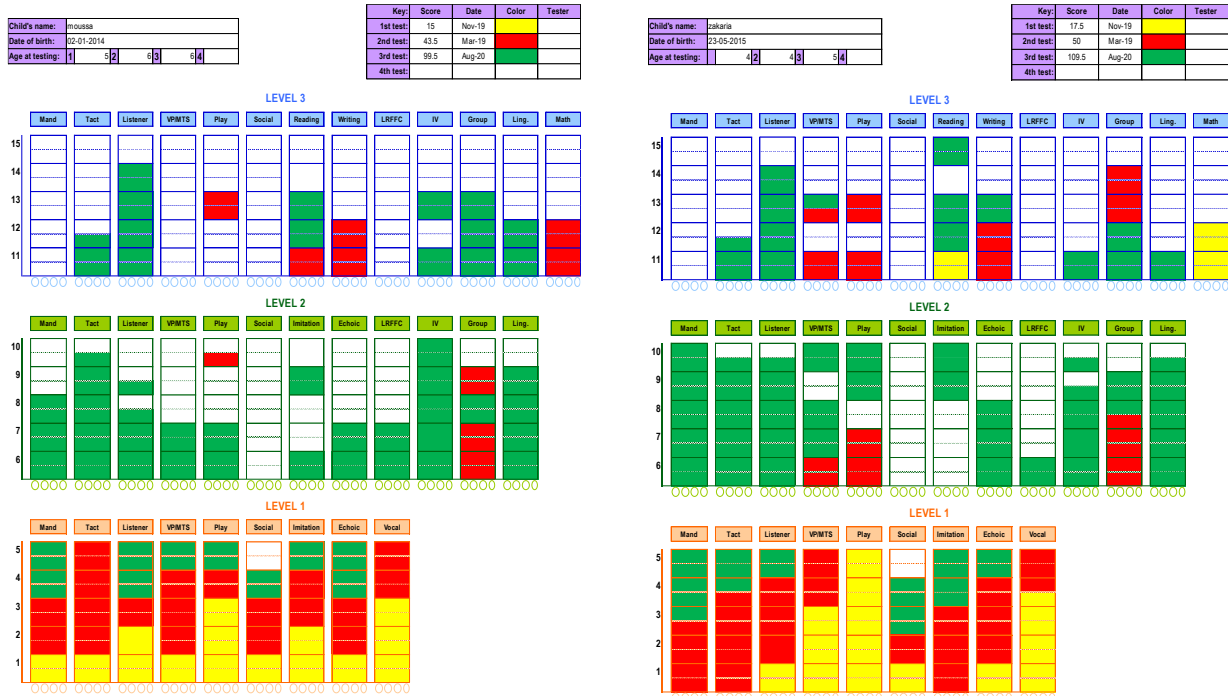 Key: Score Date Color Tester
Child's name: moussa
1st test: 15 Nov-19
Date of birth: 02-01-2014
2nd test: 43.5 Mar-19
Age at testing: 1 5 2 6 3 6 4
3rd test: 99.5 Aug-20
4th test:
LEVEL 3
Mand Tact Listener VP/MTS Play Social Reading Writing LRFFC IV Group Ling. Math
15
14
13
12
11
LEVEL 2
Mand Tact Listener VP/MTS Play Social Imitation Echoic LRFFC IV Group Ling.
10
9
8
7
6
LEVEL 1
Mand Tact Listener VP/MTS Play Social Imitation Echoic Vocal
5
4
3
2
1
Key: Score Date Color Tester
Child's name: zakaria
1st test: 17.5 Nov-19
Date of birth: 23-05-2015
2nd test: 50 Mar-19
Age at testing: 4 2 4 3 5 4
3rd test: 109.5 Aug-20
4th test:
LEVEL 3
Mand Tact Listener VP/MTS Play Social Reading Writing LRFFC IV Group Ling. Math
15
14
13
12
11
LEVEL 2
Mand Tact Listener VP/MTS Play Social Imitation Echoic LRFFC IV Group Ling.
10
9
8
7
6
LEVEL 1
Mand Tact Listener VP/MTS Play Social Imitation Echoic Vocal
5
4
3
2
1